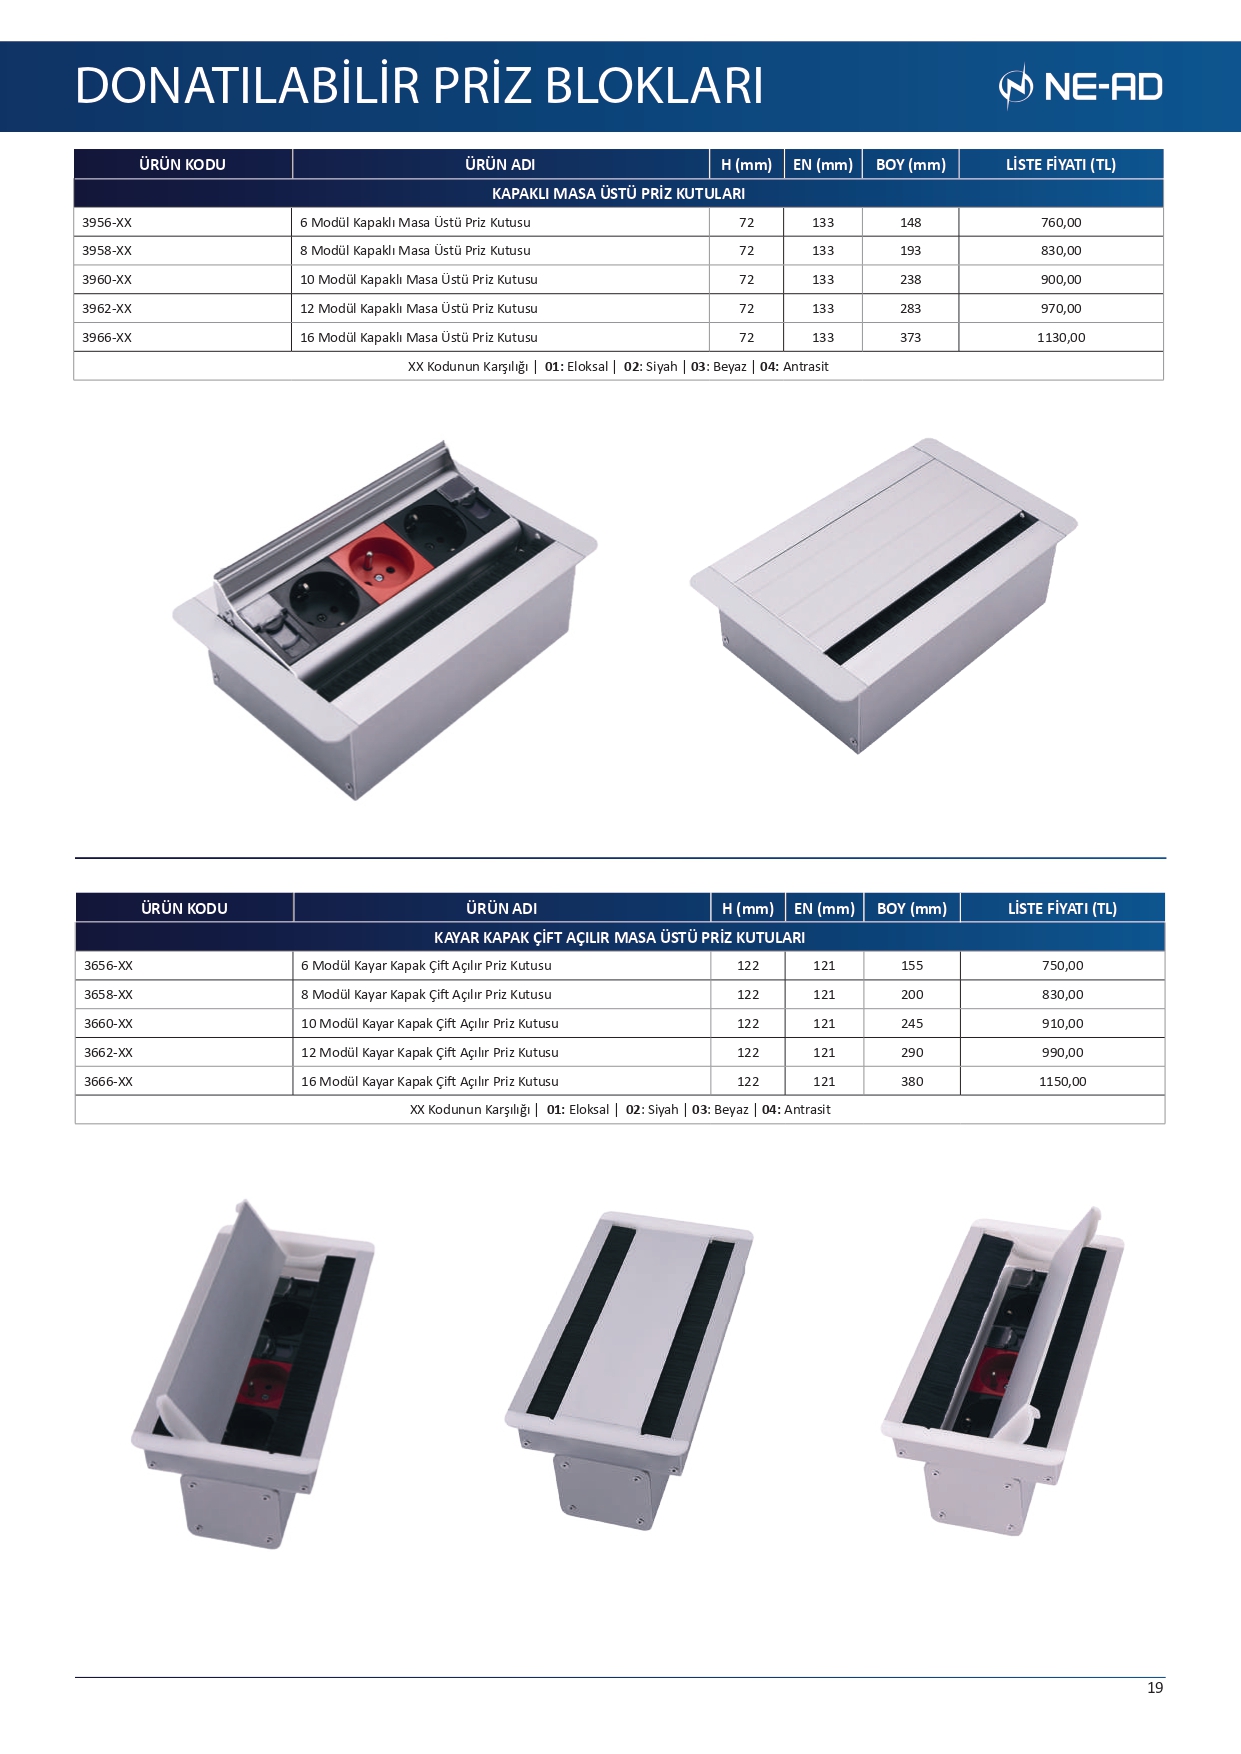 DONATILABİLİR PRİZ BLOKLARI
NE-AD
ÜRÜN KODU ÜRÜN ADI H (mm) EN (mm) BOY (mm) LİSTE FİYATI (TL)
KAPAKLI MASA ÜSTÜ PRİZ KUTULARI
3956-XX 6 Modül Kapaklı Masa Üstü Priz Kutusu 72 133 148 760,00
3958-XX 8 Modül Kapaklı Masa Üstü Priz Kutusu 72 133 193 830,00
3960-XX 10 Modül Kapaklı Masa Üstü Priz Kutusu 72 133 238 900,00
3962-XX 12 Modül Kapaklı Masa Üstü Priz Kutusu 72 133 283 970,00
3966-XX 16 Modül Kapaklı Masa Üstü Priz Kutusu 72 133 373 1130,00
XX Kodunun Karşılığı | 01: Eloksal | 02: Siyah | 03: Beyaz | 04: Antrasit
ÜRÜN KODU ÜRÜN ADI H (mm) EN (mm) BOY (mm) LİSTE FİYATI (TL)
KAYAR KAPAK ÇİFT AÇILIR MASA ÜSTÜ PRİZ KUTULARI
3656-XX 6 Modül Kayar Kapak Çift Açılır Priz Kutusu 122 121 155 750,00
3658-XX 8 Modül Kayar Kapak Çift Açılır Priz Kutusu 122 121 200 830,00
3660-XX 10 Modül Kayar Kapak Çift Açılır Priz Kutusu 122 121 245 910,00
3662-XX 12 Modül Kayar Kapak Çift Açılır Priz Kutusu 122 121 290 990,00
3666-XX 16 Modül Kayar Kapak Çift Açılır Priz Kutusu 122 121 380 1150,00
XX Kodunun Karşılığı | 01: Eloksal | 02: Siyah | 03: Beyaz | 04: Antrasit
19